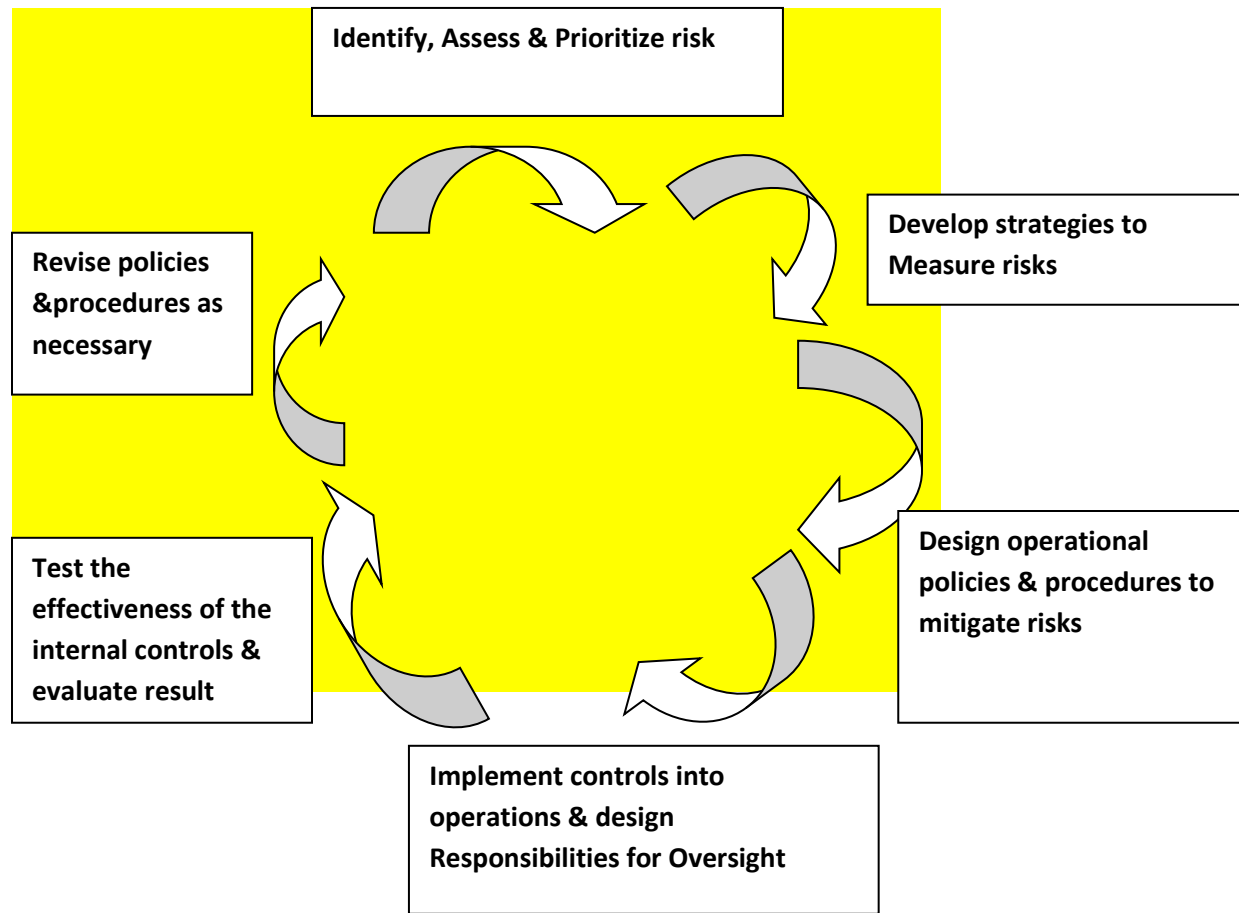 Identify, Assess & Prioritize risk
Develop strategies to
Measure risks
Design operational
policies & procedures to
mitigate risks
Implement controls into
operations & design
Responsibilities for Oversight
Test the
effectiveness of the
internal controls &
evaluate result
Revise policies
&procedures as
necessary